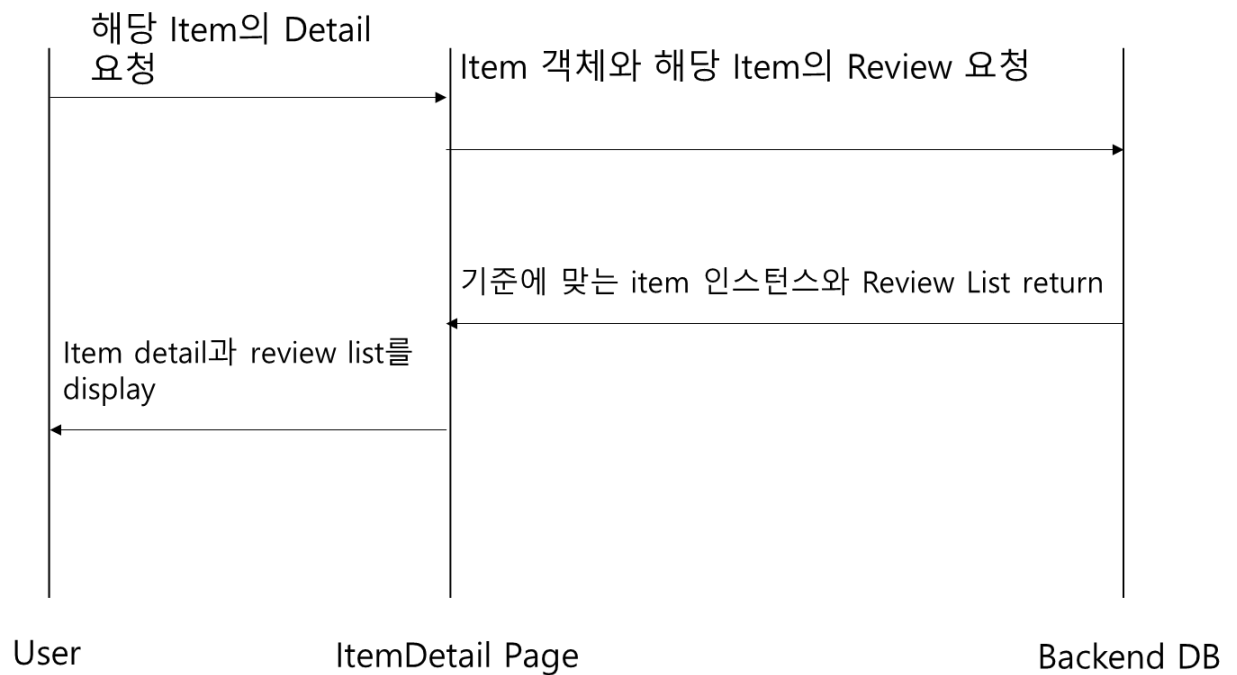 해당 Item의 Detail
요청
Item 객체와 해당 Item의 Review 요청
기준에 맞는 item 인스턴스와 Review List return
Item detail과 review list를
display
User
ItemDetail Page
Backend DB